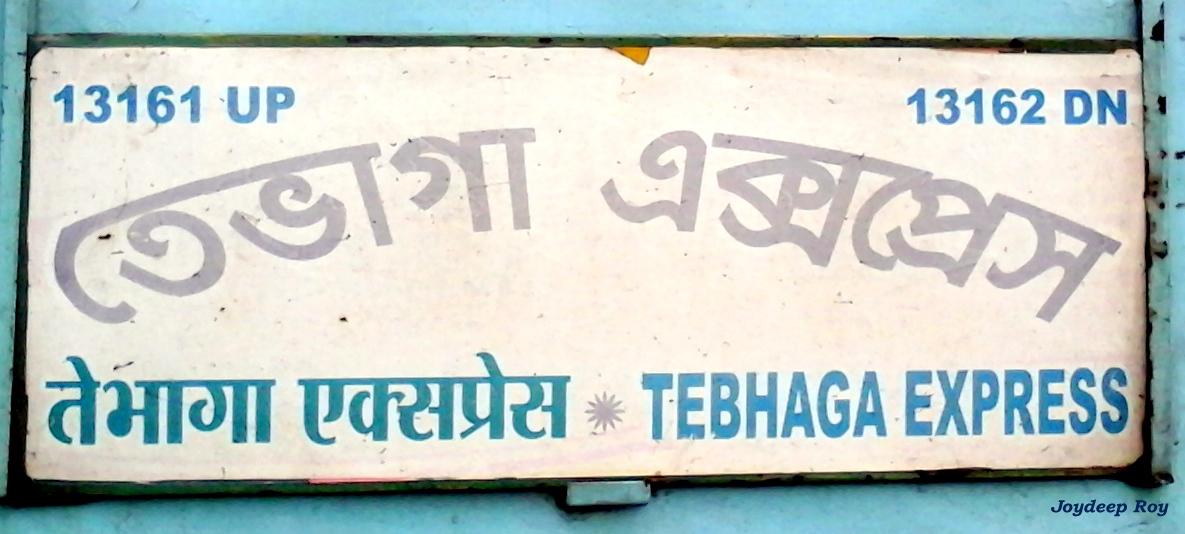 13161 UP 13162 DN
তেভাগা এক্সপ্রেস
तेभागा एक्सप्रेस TEBHAGA EXPRESS
Joydeep Roy